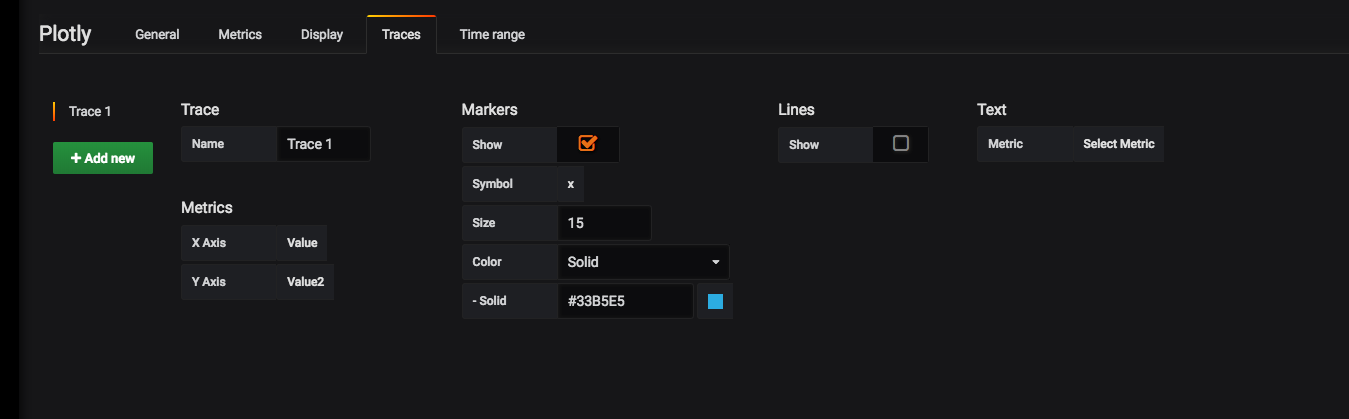 Plotly General Metrics Display Traces Time range
Trace 1
+ Add new
Trace
Name Trace 1
Metrics
X Axis Value
Y Axis Value2
Markers
Show
Symbol x
Size 15
Color Solid
- Solid #33B5E5
Lines
Show
Text
Metric Select Metric